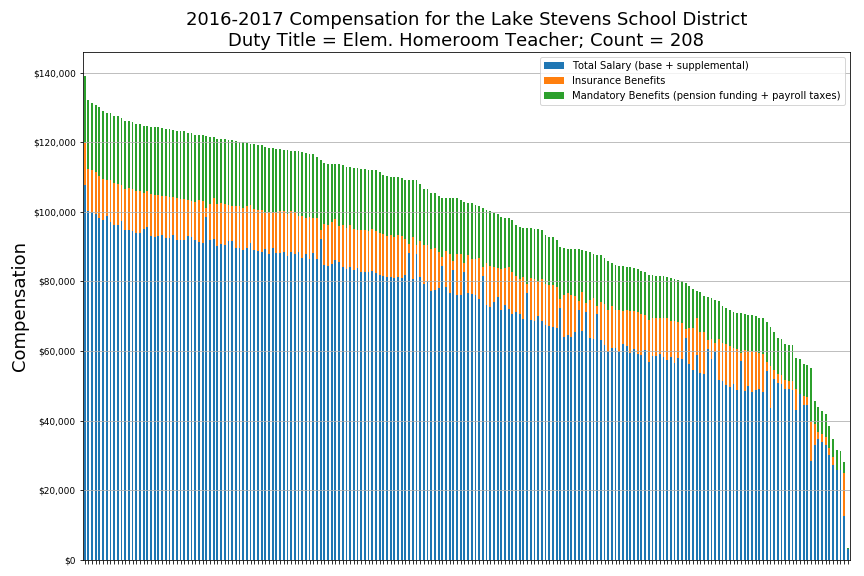 2016-2017 Compensation for the Lake Stevens School District
Duty Title = Elem. Homeroom Teacher; Count = 208
Total Salary (base + supplemental)
Insurance Benefits
Mandatory Benefits (pension funding + payroll taxes)
Compensation
$140,000
$120,000
$100,000
$80,000
$60,000
$40,000
$20,000
$0